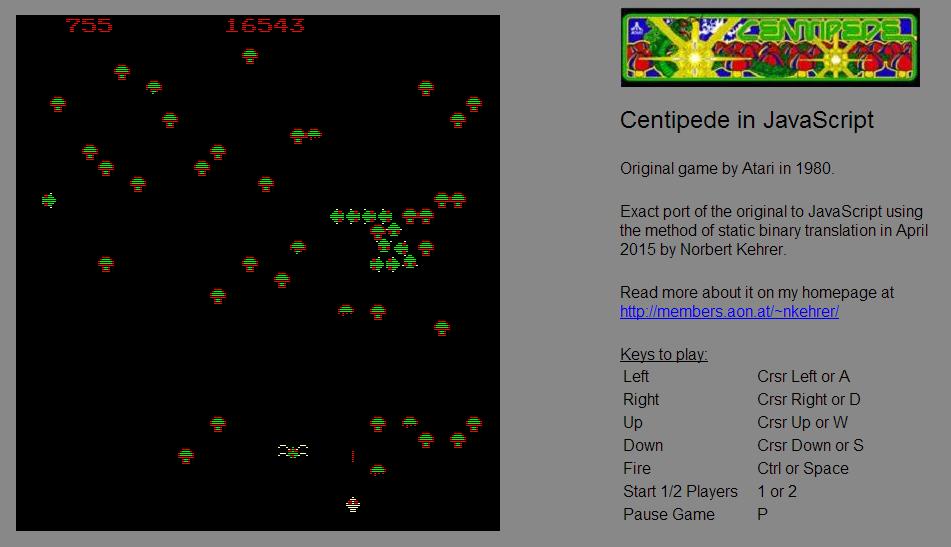 755 16543
CENTIPEDE
Centipede in JavaScript
Original game by Atari in 1980.
Exact port of the original to JavaScript using
the method of static binary translation in April
2015 by Norbert Kehrer.
Read more about it on my homepage at
http://members.aon.at/~nkehrer/
Keys to play:
Left Crsr Left or A
Right Crsr Right or D
Up Crsr Up or W
Down Crsr Down or S
Fire Ctrl or Space
Start 1/2 Players 1 or 2
Pause Game P